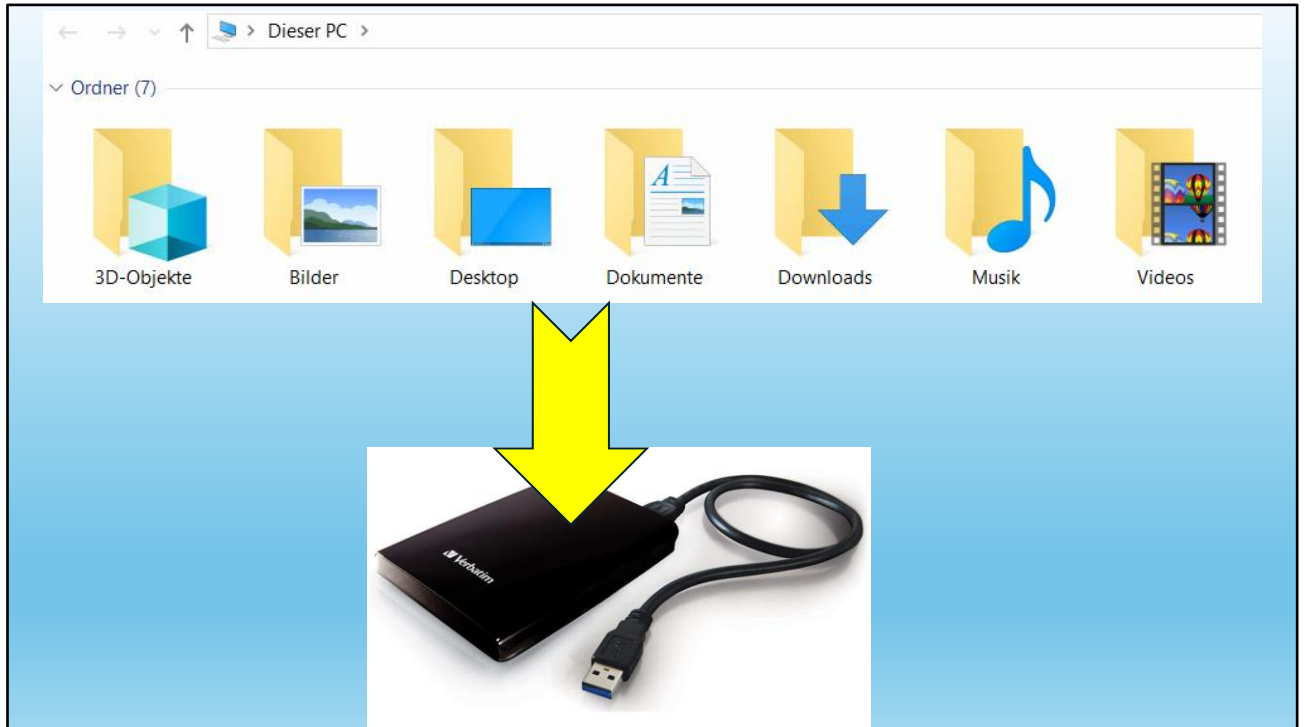 Dieser PC
Ordner (7)
3D-Objekte Bilder Desktop Dokumente Downloads Musik Videos
Verbatim